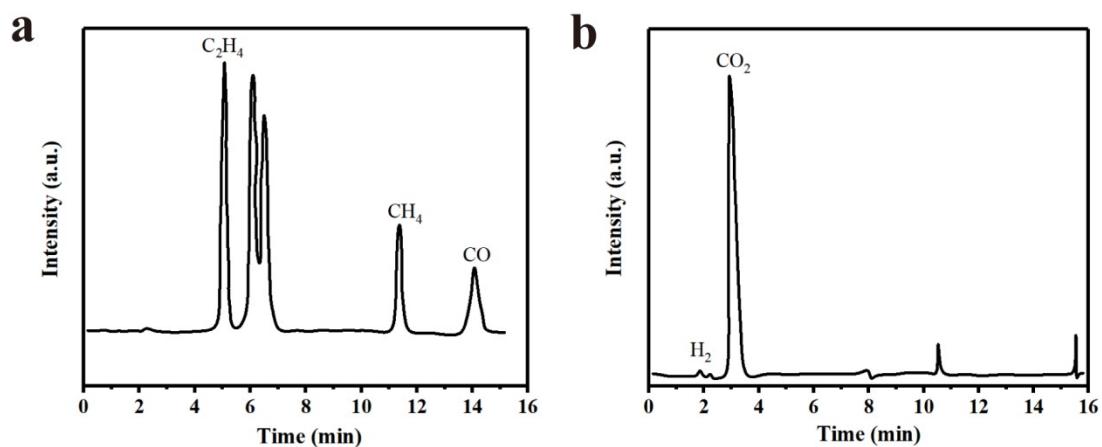 a
C₂H₄
CH₄
CO
Intensity (a.u.)
0 2 4 6 8 10 12 14 16
Time (min)
b
CO₂
H₂
Intensity (a.u.)
0 2 4 6 8 10 12 14 16
Time (min)